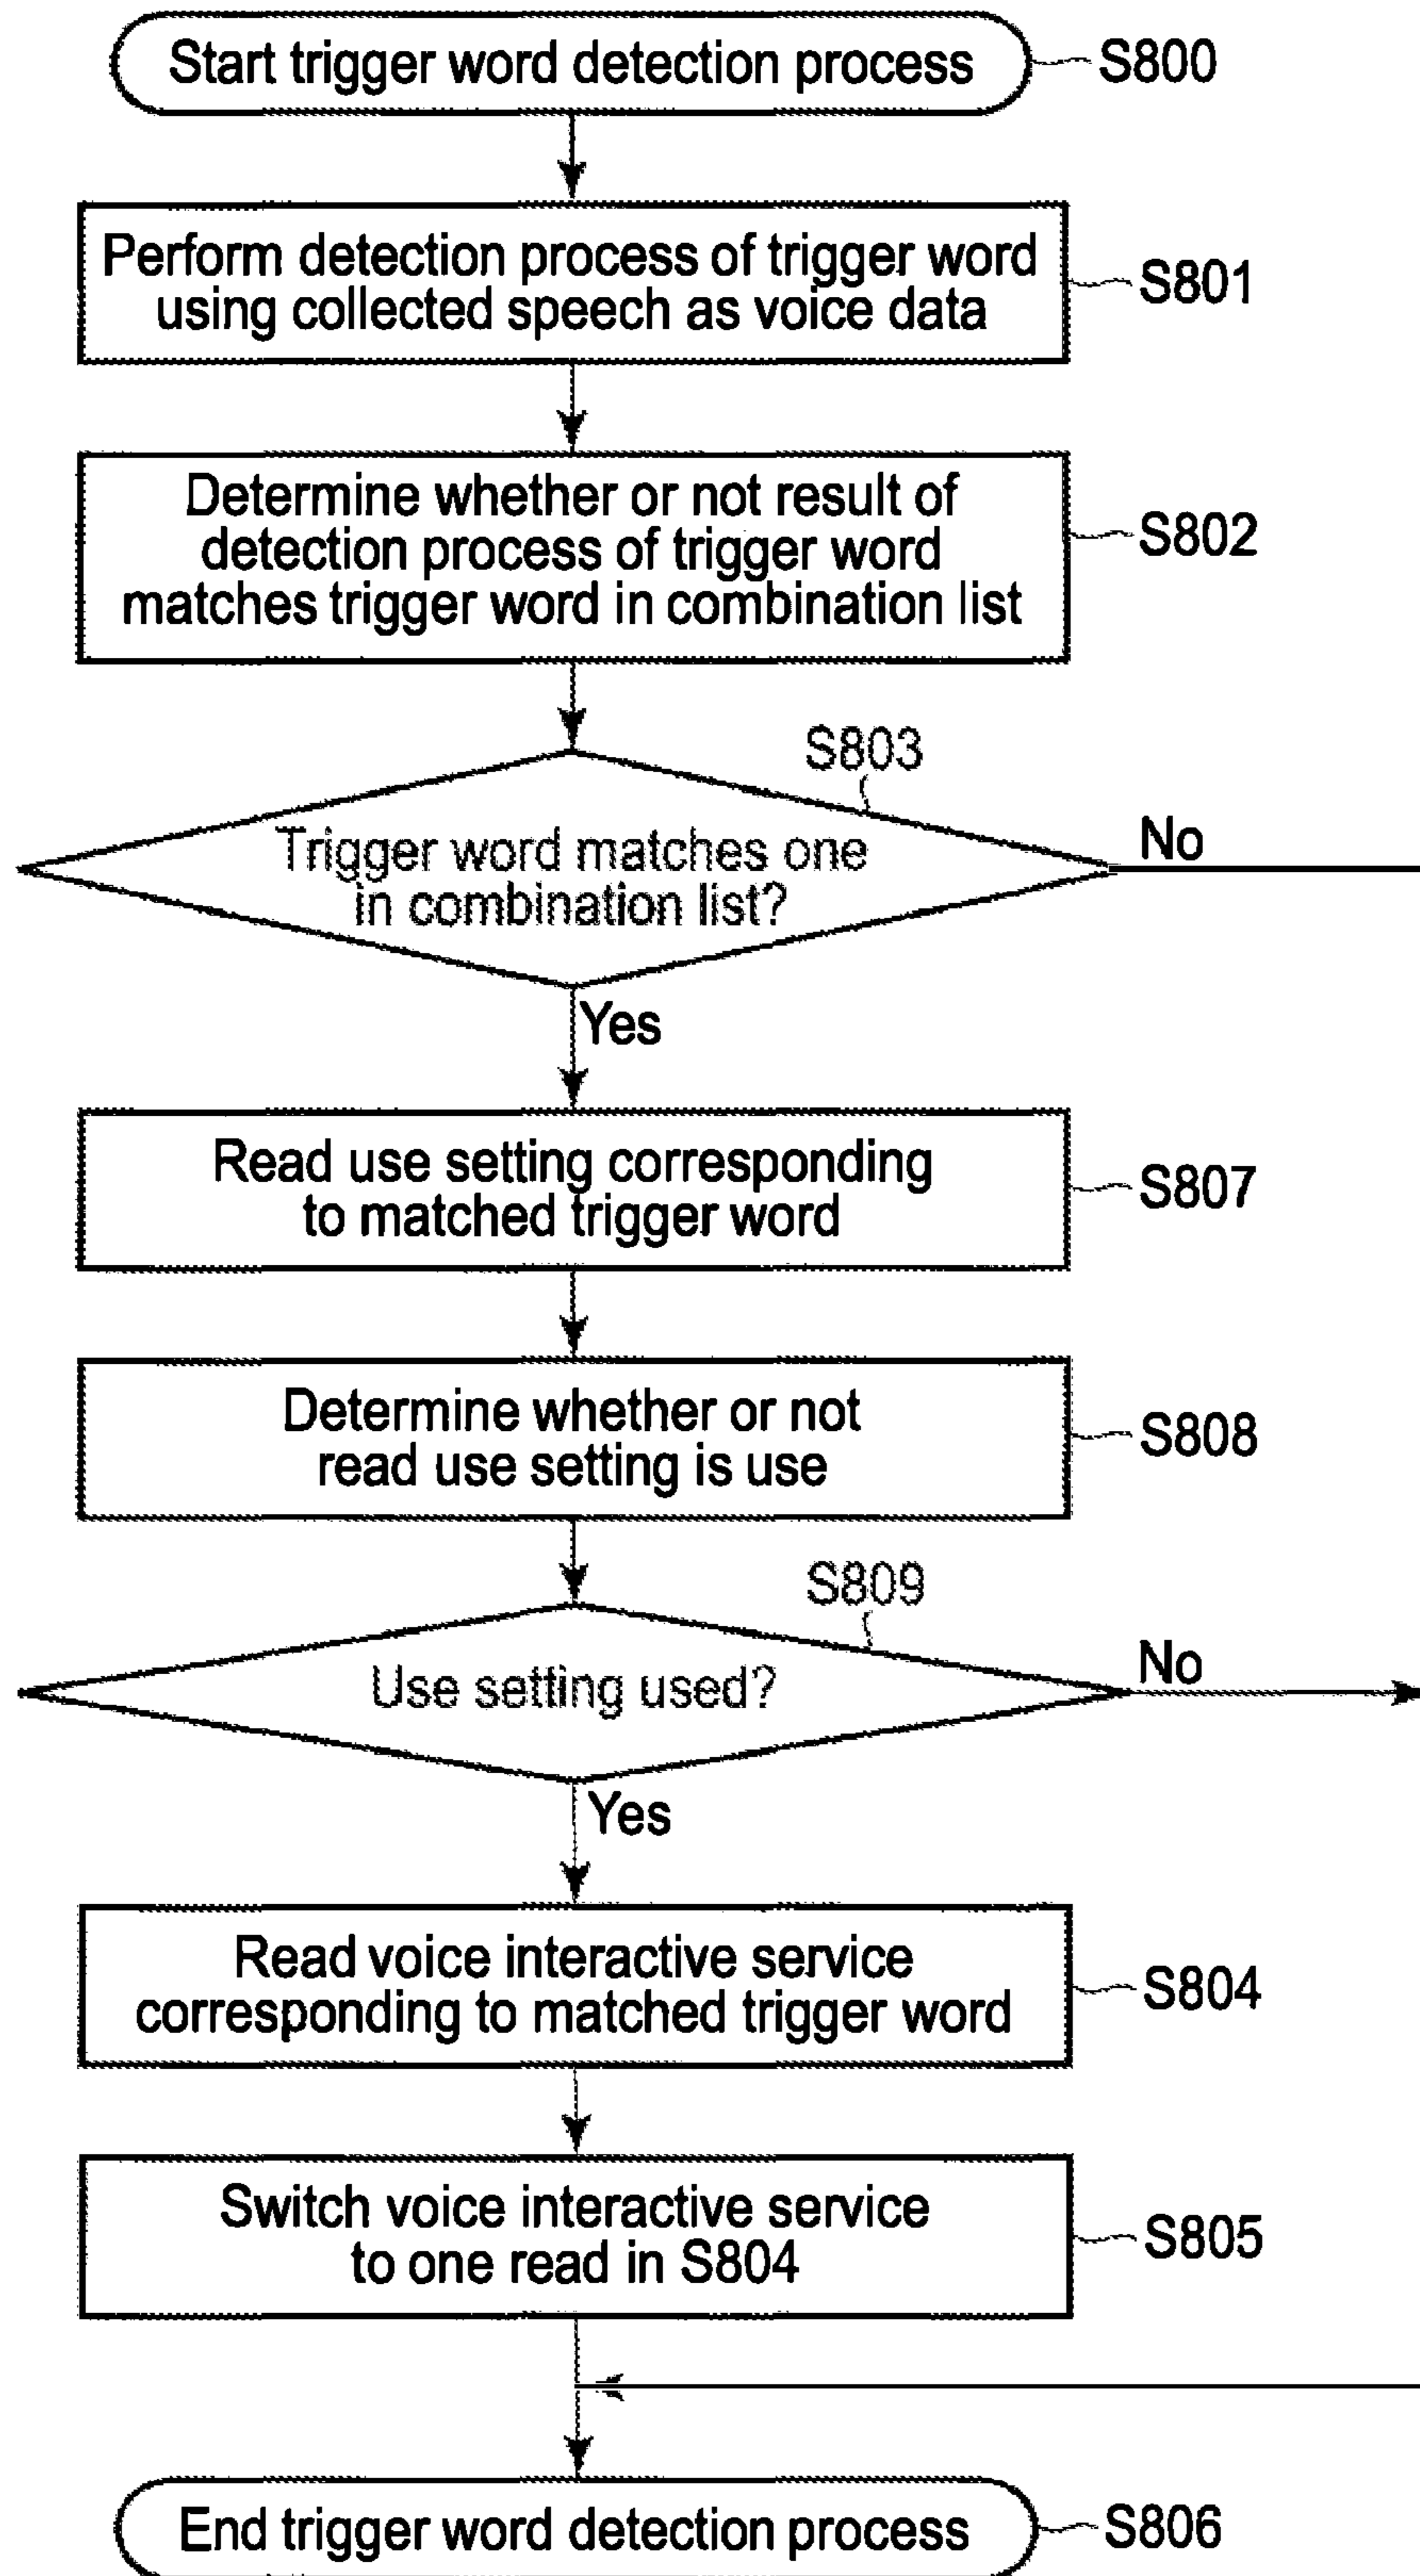 Start trigger word detection process
S800
Perform detection process of trigger word
using collected speech as voice data
S801
Determine whether or not result of
detection process of trigger word
matches trigger word in combination list
S802
S803
Trigger word matches one
in combination list?
No
Yes
Read use setting corresponding
to matched trigger word
S807
Determine whether or not
read use setting is use
S808
S809
Use setting used?
No
Yes
Read voice interactive service
corresponding to matched trigger word
S804
Switch voice interactive service
to one read in S804
S805
End trigger word detection process
S806